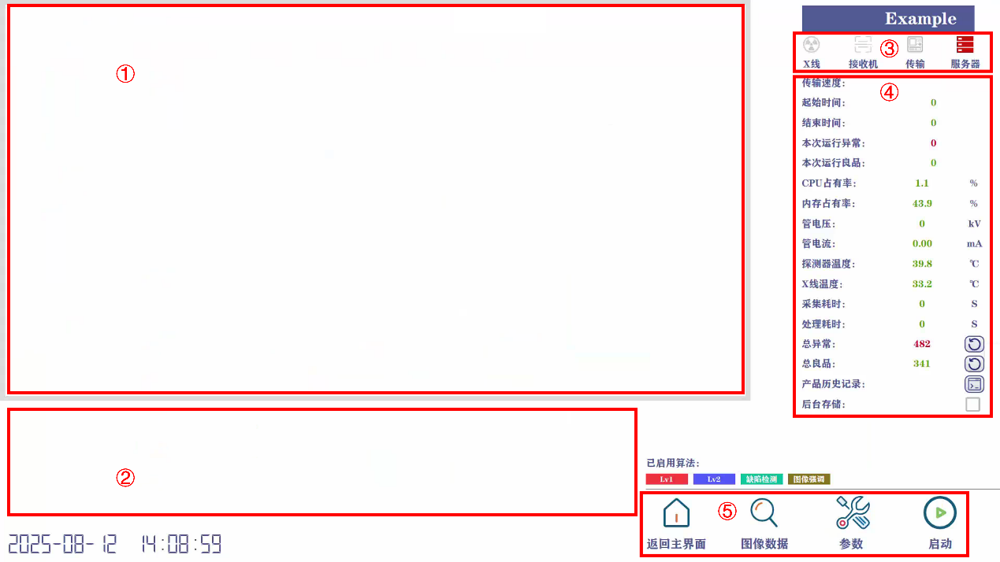 Example
①
③
X线 接收机 传输 服务器
④
传输速度:
起始时间: 0
结束时间: 0
本次运行异常: 0
本次运行良品: 0
CPU占有率: 1.1 %
内存占有率: 43.9 %
管电压: 0 kV
管电流: 0.00 mA
探测器温度: 39.8 ℃
X线温度: 33.2 ℃
采集耗时: 0 S
处理耗时: 0 S
总异常: 482
总良品: 341
产品历史记录:
后台存储:
②
已启用算法:
Lv1 Lv2 缺陷检测 图像强调
⑤
返回主界面 图像数据 参数 启动
2025-08-12 14:08:59